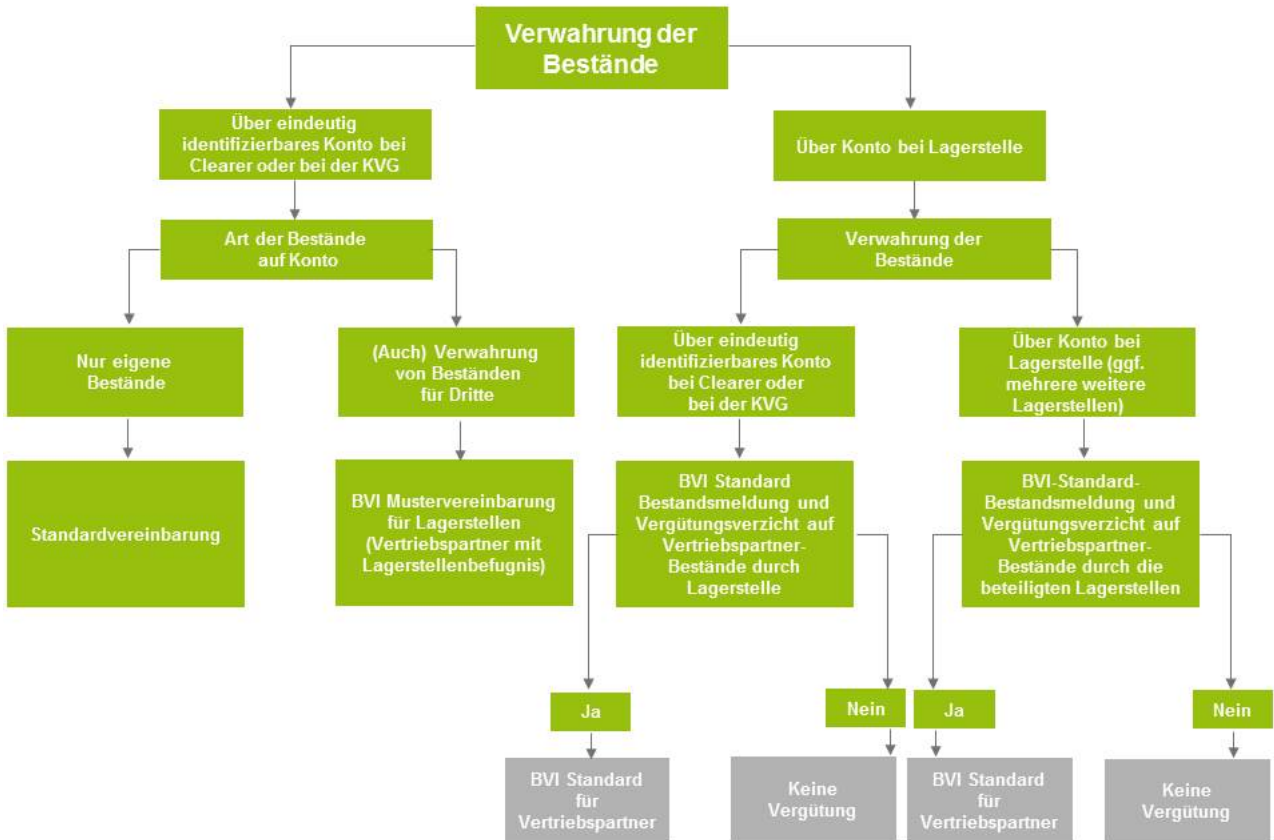 Verwahrung der
Bestände
Über eindeutig
identifizierbares Konto bei
Clearer oder bei der KVG
Über Konto bei Lagerstelle
Art der Bestände
auf Konto
Verwahrung der
Bestände
Nur eigene
Bestände
(Auch) Verwahrung
von Beständen
für Dritte
Über eindeutig
identifizierbares Konto
bei Clearer oder
bei der KVG
Über Konto bei
Lagerstelle (ggf.
mehrere weitere
Lagerstellen)
Standardvereinbarung
BVI Mustervereinbarung
für Lagerstellen
(Vertriebspartner mit
Lagerstellenbefugnis)
BVI Standard
Bestandsmeldung und
Vergütungsverzicht auf
Vertriebspartner-
Bestände durch
Lagerstelle
BVI-Standard-
Bestandsmeldung und
Vergütungsverzicht auf
Vertriebspartner-
Bestände durch die
beteiligten Lagerstellen
Ja
Nein
Ja
Nein
BVI Standard
für
Vertriebspartner
Keine
Vergütung
BVI Standard
für
Vertriebspartner
Keine
Vergütung